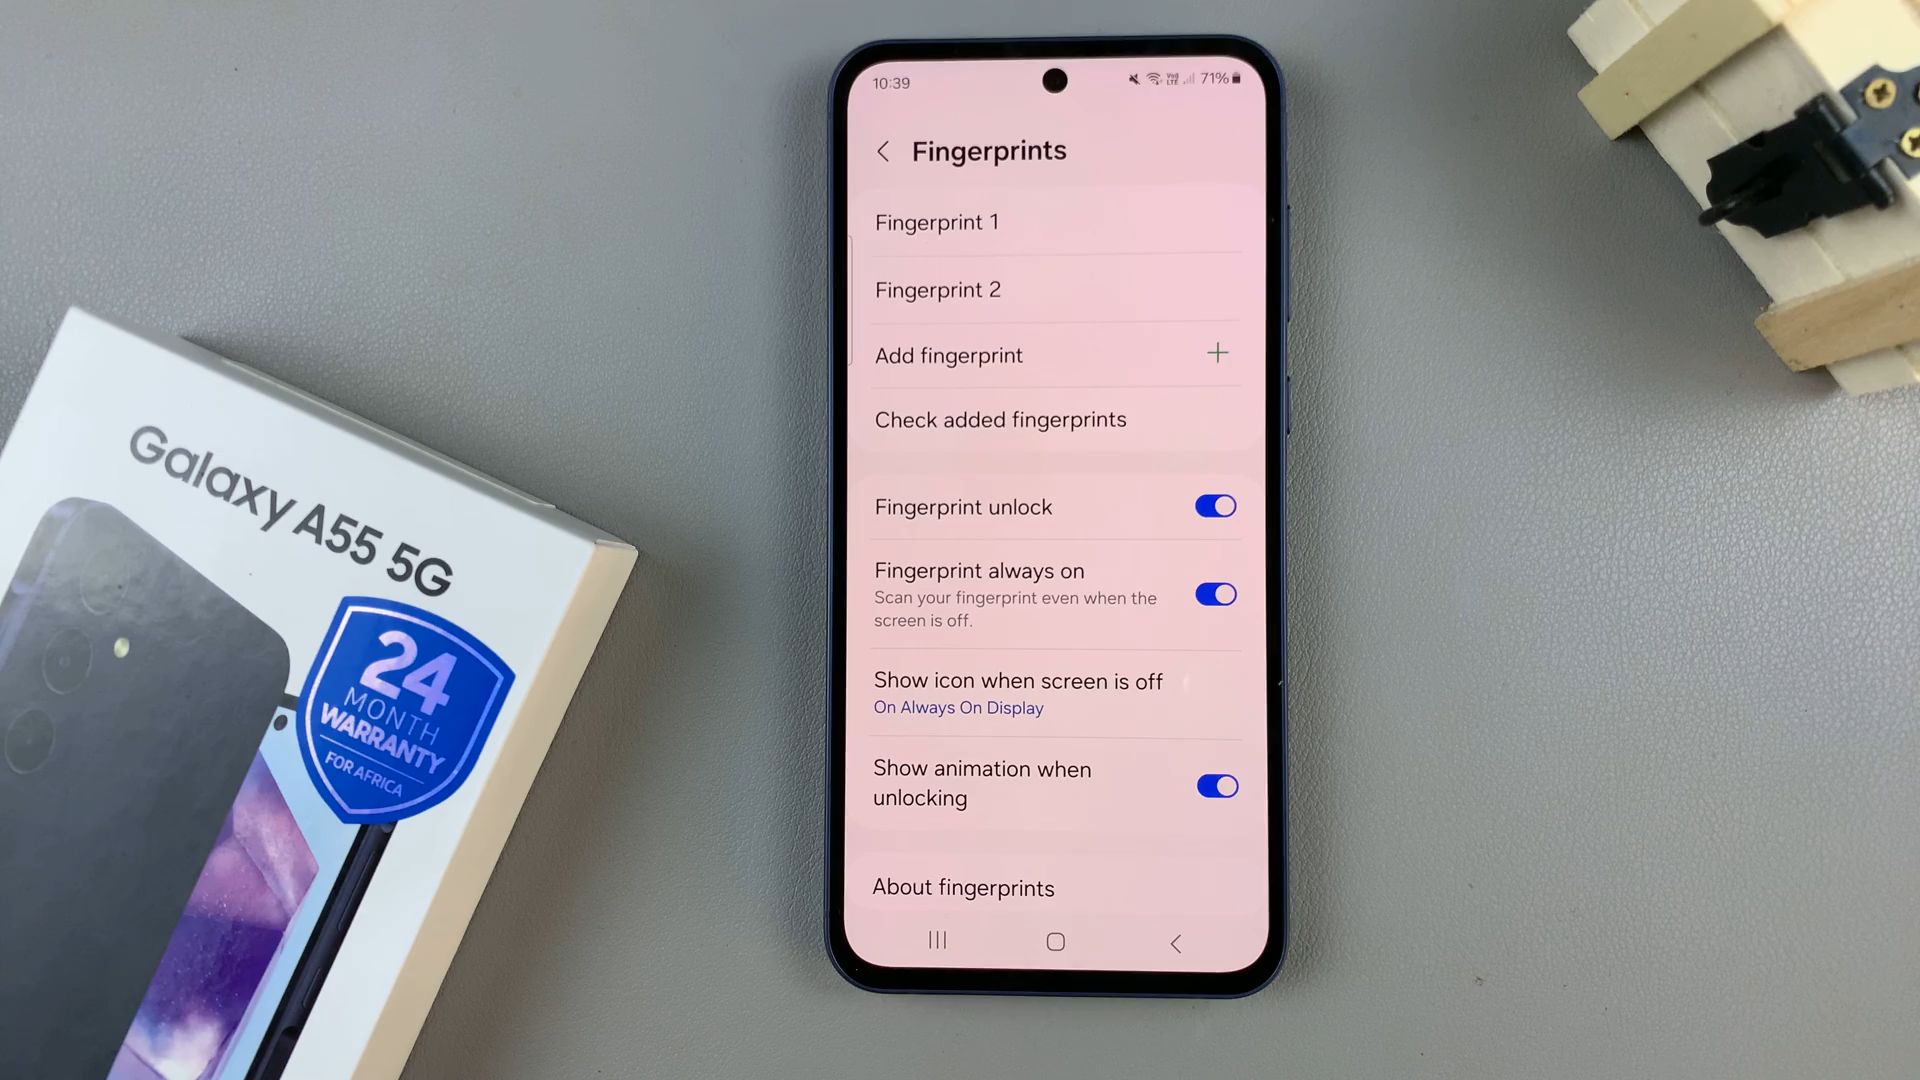 10:39
Vo)) LTE 71%
Fingerprints
Fingerprint 1
Fingerprint 2
Add fingerprint
Check added fingerprints
Fingerprint unlock
Fingerprint always on
Scan your fingerprint even when the
screen is off.
Show icon when screen is off
On Always On Display
Show animation when
unlocking
About fingerprints
Galaxy A55 5G
24
MONTH
WARRANTY
FOR AFRICA